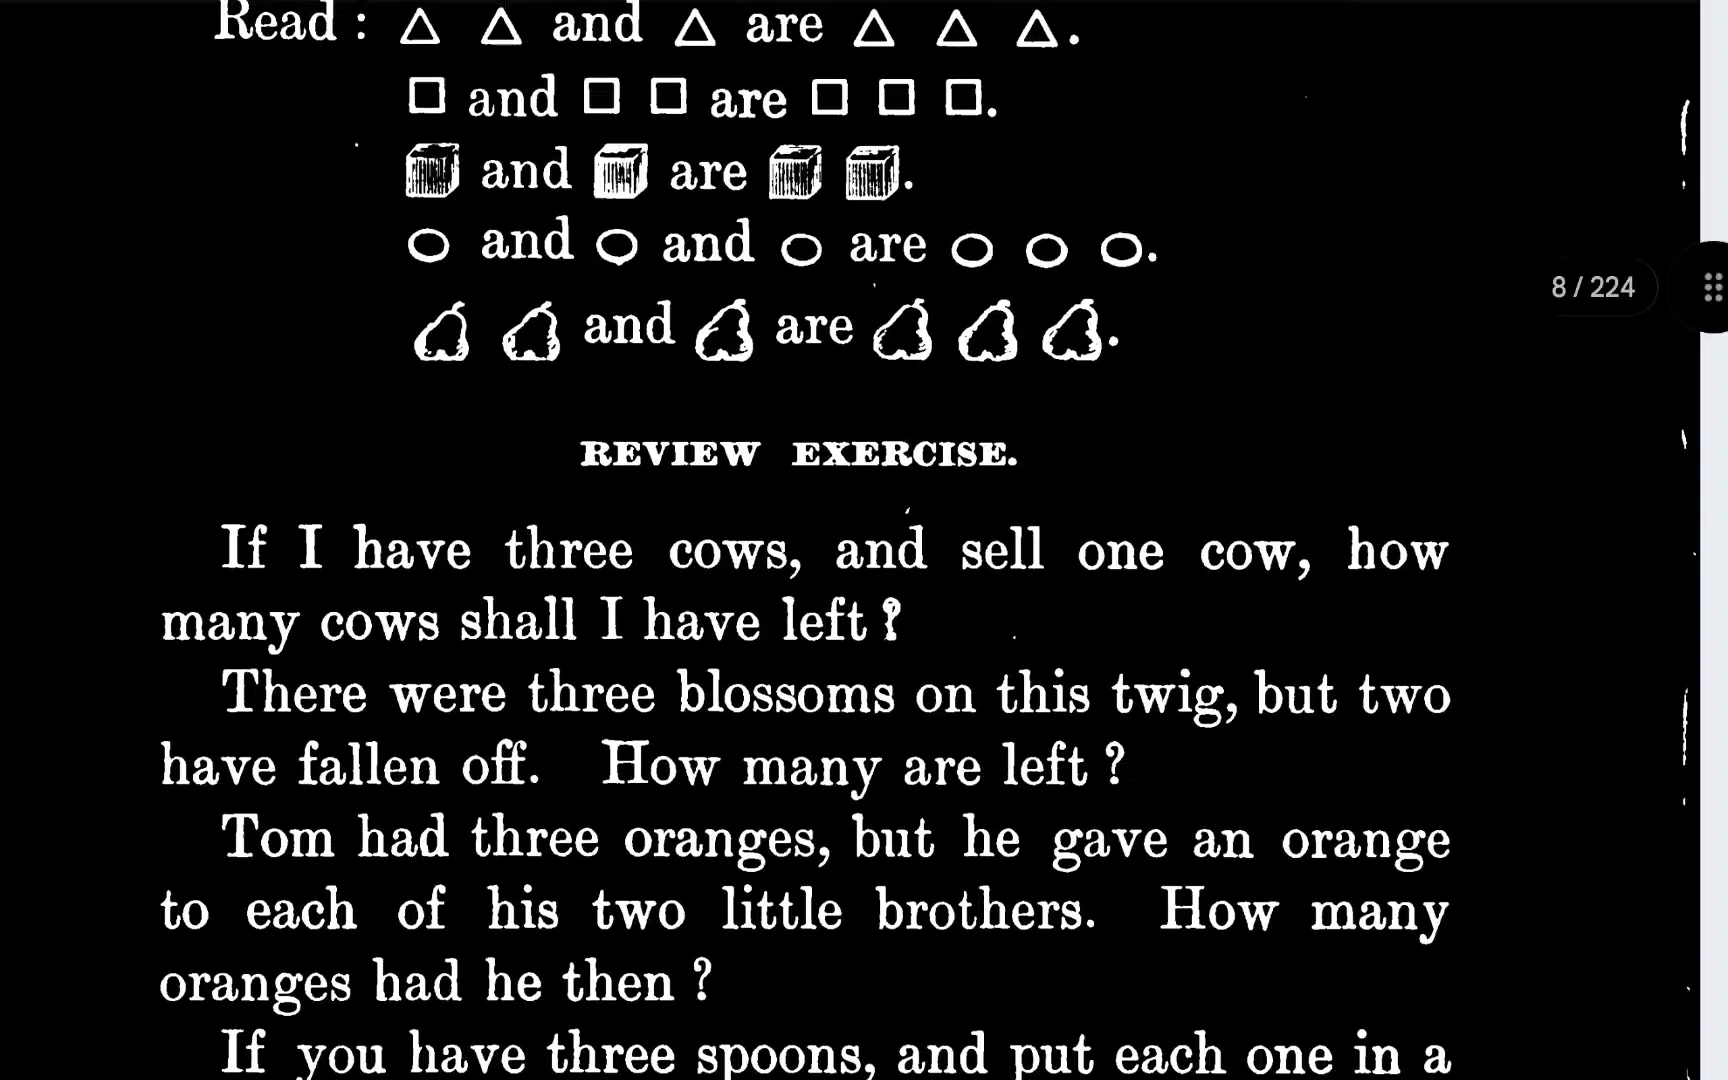 Read : △ △ and △ are △ △ △.
□ and □ □ are □ □ □.
and are .
○ and ○ and ○ are ○ ○ ○.
and are .
8 / 224
REVIEW EXERCISE.
If I have three cows, and sell one cow, how
many cows shall I have left ?
There were three blossoms on this twig, but two
have fallen off. How many are left ?
Tom had three oranges, but he gave an orange
to each of his two little brothers. How many
oranges had he then ?
If you have three spoons, and put each one in a